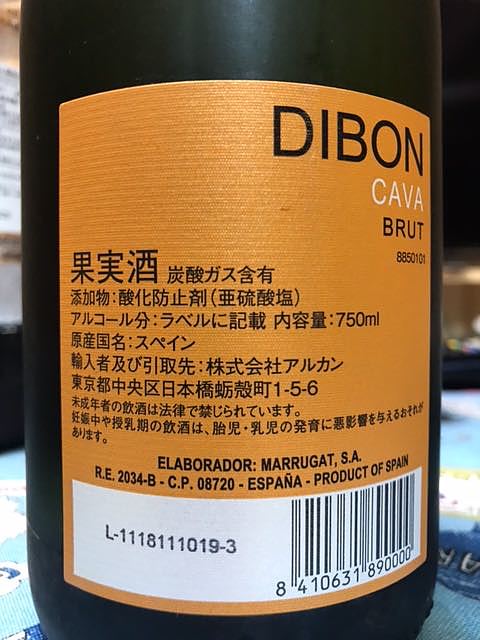 DIBON
CAVA
BRUT
8850101
果実酒 炭酸ガス含有
添加物:酸化防止剤(亜硫酸塩)
アルコール分:ラベルに記載 内容量:750ml
原産国名:スペイン
輸入者及び引取先:株式会社アルカン
東京都中央区日本橋蛎殻町1-5-6
未成年者の飲酒は法律で禁じられています。
妊娠中や授乳期の飲酒は、胎児・乳児の発育に悪影響を与えるおそれが
あります。
ELABORADOR: MARRUGAT, S.A.
R.E. 2034-B - C.P. 08720 - ESPAÑA - PRODUCT OF SPAIN
L-1118111019-3
8 410631 890000